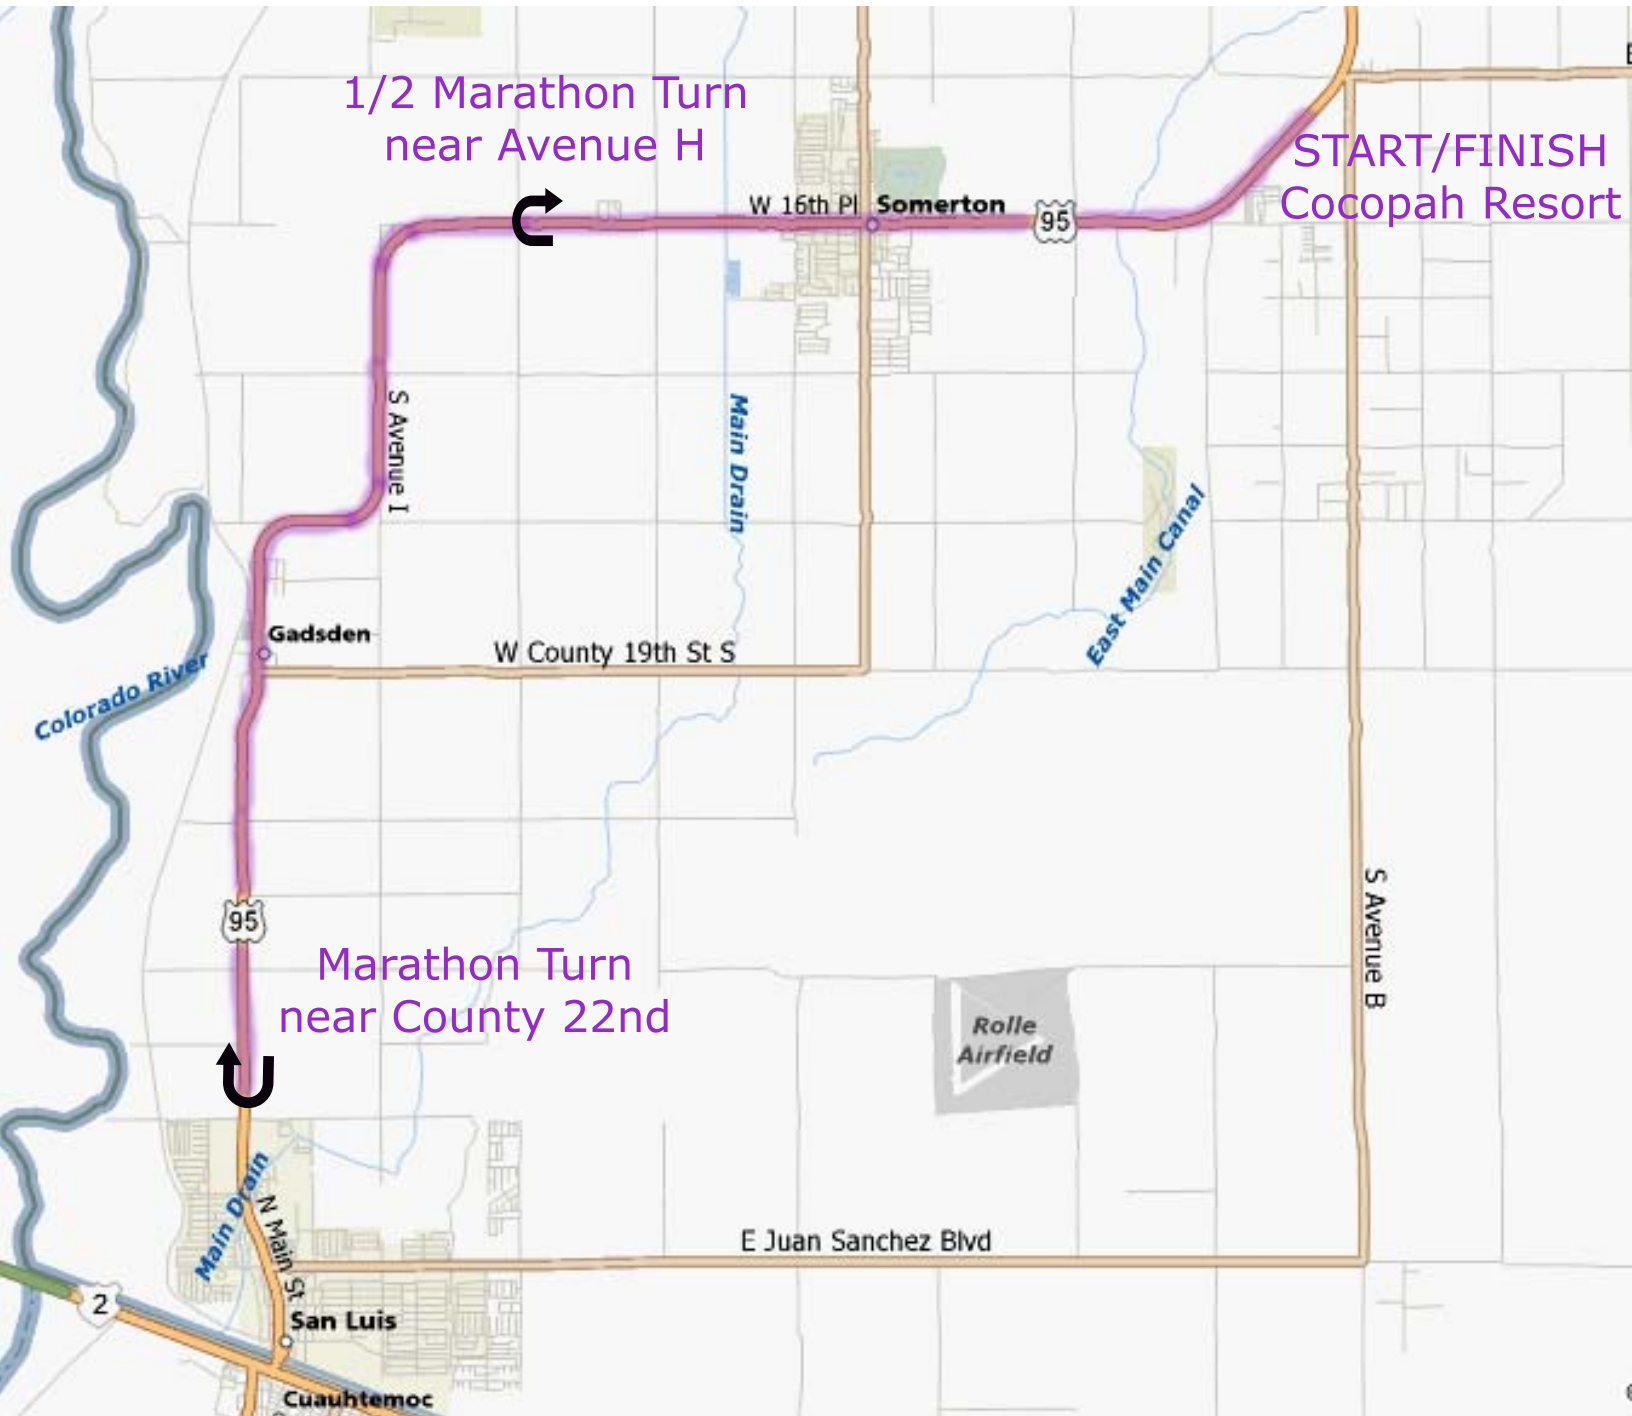 1/2 Marathon Turn
near Avenue H
START/FINISH
Cocopah Resort
W 16th Pl
Somerton
95
S Avenue I
Main Drain
East Main Canal
Gadsden
W County 19th St S
Colorado River
S Avenue B
95
Marathon Turn
near County 22nd
Rolle
Airfield
Main Drain
N Main St
E Juan Sanchez Blvd
2
San Luis
Cuauhtemoc